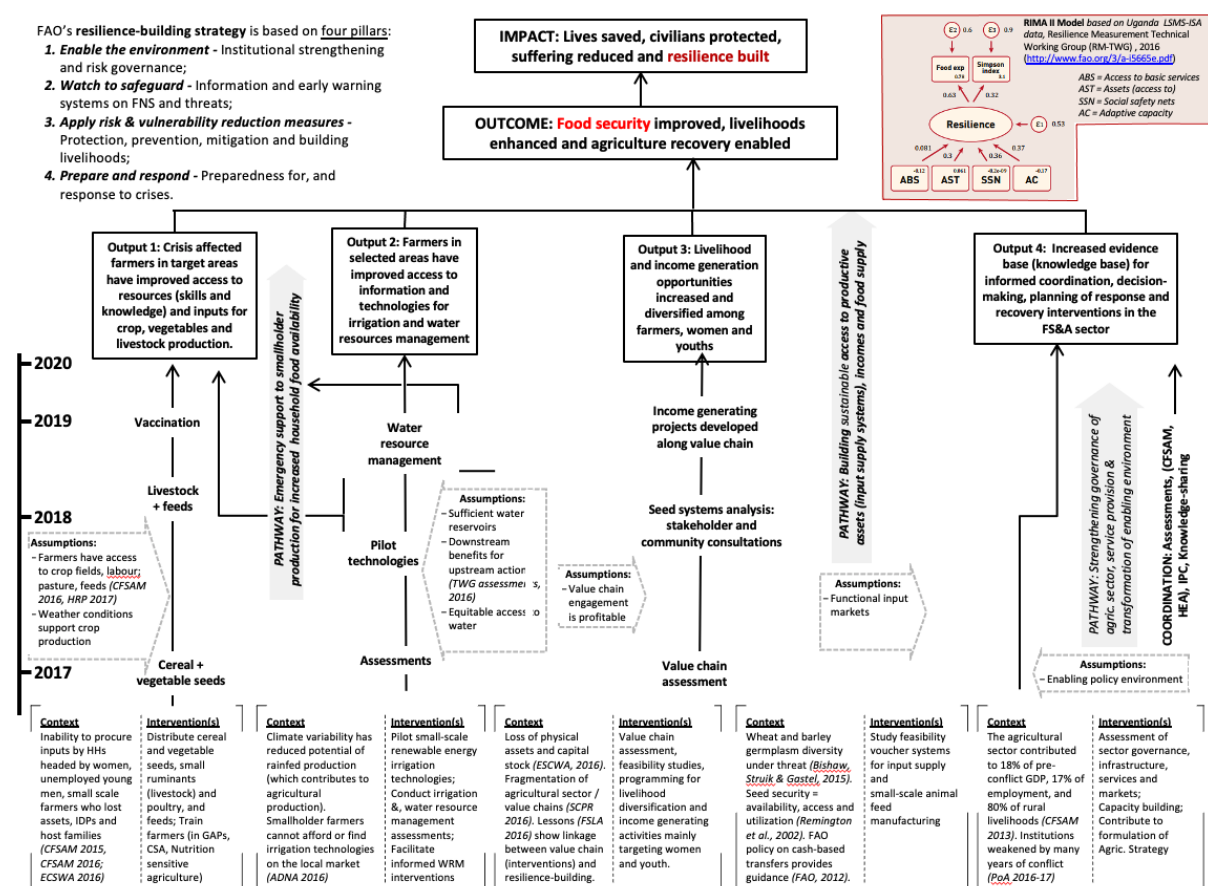 FAO's resilience-building strategy is based on four pillars:
1. Enable the environment - Institutional strengthening
and risk governance;
2. Watch to safeguard - Information and early warning
systems on FNS and threats;
3. Apply risk & vulnerability reduction measures -
Protection, prevention, mitigation and building
livelihoods;
4. Prepare and respond - Preparedness for, and
response to crises.
IMPACT: Lives saved, civilians protected,
suffering reduced and resilience built
OUTCOME: Food security improved, livelihoods
enhanced and agriculture recovery enabled
RIMA II Model based on Uganda LSMS-ISA
data, Resilience Measurement Technical
Working Group (RM-TWG) , 2016
(http://www.fao.org/3/a-i5665e.pdf)
ABS = Access to basic services
AST = Assets (access to)
SSN = Social safety nets
AC = Adaptive capacity
ε2 0.6
ε3 0.9
Food exp
Simpson
index
0.63
0.32
Resilience
ε1 0.53
0.081
0.3
0.36
0.37
ABS
AST
SSN
AC
Output 1: Crisis affected
farmers in target areas
have improved access to
resources (skills and
knowledge) and inputs for
crop, vegetables and
livestock production.
PATHWAY: Emergency support to smallholder
production for increased household food availability
Output 2: Farmers in
selected areas have
improved access to
information and
technologies for
irrigation and water
resources management
Output 3: Livelihood
and income generation
opportunities
increased and
diversified among
farmers, women and
youths
PATHWAY: Building sustainable access to productive
assets (input supply systems), incomes and food supply
Output 4: Increased evidence
base (knowledge base) for
informed coordination, decision-
making, planning of response and
recovery interventions in the
FS&A sector
PATHWAY: Strengthening governance of
agric. sector, service provision &
transformation of enabling environment
COORDINATION: Assessments, (CFSAM,
HEA), IPC, Knowledge-sharing
2020
2019
2018
2017
Vaccination
Livestock
+ feeds
Assumptions:
– Farmers have access
to crop fields, labour;
pasture, feeds (CFSAM
2016, HRP 2017)
– Weather conditions
support crop
production
Cereal +
vegetable seeds
Water
resource
management
Pilot
technologies
Assessments
Assumptions:
– Sufficient water
reservoirs
– Downstream
benefits for
upstream action
(TWG assessments,
2016)
– Equitable access to
water
Assumptions:
– Value chain
engagement
is profitable
Income generating
projects developed
along value chain
Seed systems analysis:
stakeholder and
community consultations
Value chain
assessment
Assumptions:
– Functional input
markets
Assumptions:
– Enabling policy environment
Context
Inability to procure
inputs by HHs
headed by women,
unemployed young
men, small scale
farmers who lost
assets, IDPs and
host families
(CFSAM 2015,
CFSAM 2016;
ECSWA 2016)
Intervention(s)
Distribute cereal
and vegetable
seeds, small
ruminants
(livestock) and
poultry, and
feeds; Train
farmers (in GAPs,
CSA, Nutrition
sensitive
agriculture)
Context
Climate variability has
reduced potential of
rainfed production
(which contributes to
agricultural
production).
Smallholder farmers
cannot afford or find
irrigation technologies
on the local market
(ADNA 2016)
Intervention(s)
Pilot small-scale
renewable energy
irrigation
technologies;
Conduct irrigation
&, water resource
management
assessments;
Facilitate
informed WRM
interventions
Context
Loss of physical
assets and capital
stock (ESCWA, 2016).
Fragmentation of
agricultural sector /
value chains (SCPR
2016). Lessons (FSLA
2016) show linkage
between value chain
(interventions) and
resilience-building.
Intervention(s)
Value chain
assessment,
feasibility studies,
programming for
livelihood
diversification and
income generating
activities mainly
targeting women
and youth.
Context
Wheat and barley
germplasm diversity
under threat (Bishaw,
Struik & Gastel, 2015).
Seed security =
availability, access and
utilization (Remington
et al., 2002). FAO
policy on cash-based
transfers provides
guidance (FAO, 2012).
Intervention(s)
Study feasibility
voucher systems
for input supply
and
small-scale animal
feed
manufacturing
Context
The agricultural
sector contributed
to 18% of pre-
conflict GDP, 17% of
employment, and
80% of rural
livelihoods (CFSAM
2013). Institutions
weakened by many
years of conflict
(PoA 2016-17)
Intervention(s)
Assessment of
sector governance,
infrastructure,
services and
markets;
Capacity building;
Contribute to
formulation of
Agric. Strategy